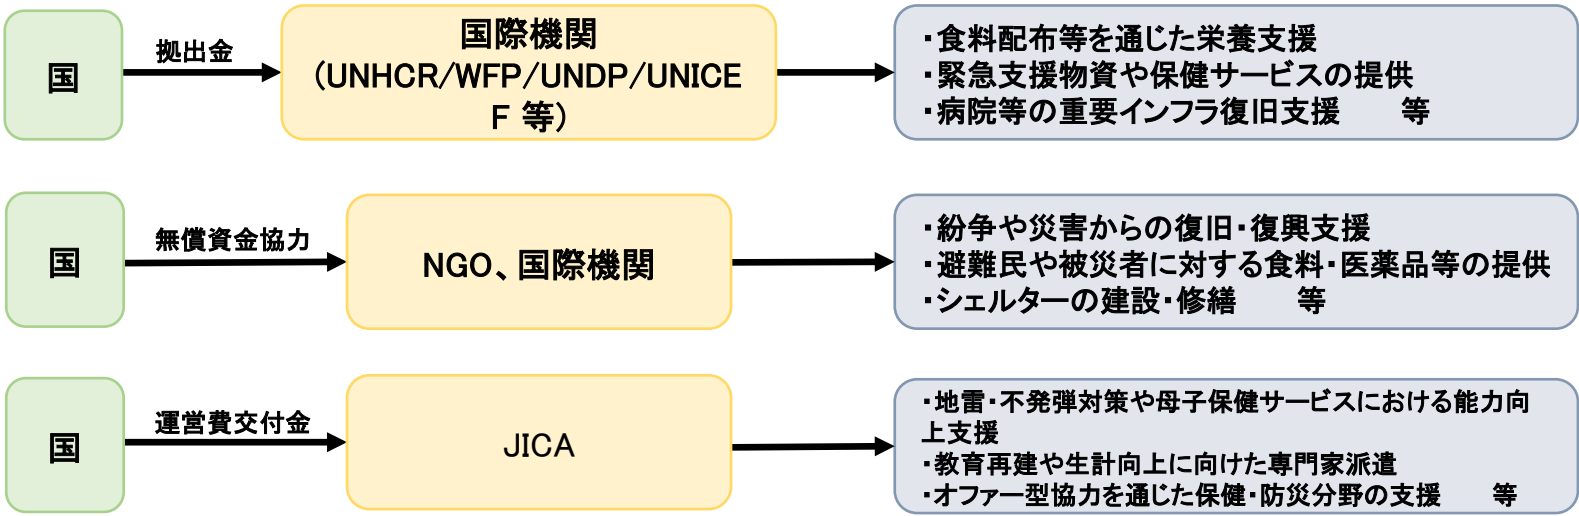 国
拠出金
国際機関
(UNHCR/WFP/UNDP/UNICE
F 等)
・食料配布等を通じた栄養支援
・緊急支援物資や保健サービスの提供
・病院等の重要インフラ復旧支援　　等
国
無償資金協力
NGO、国際機関
・紛争や災害からの復旧・復興支援
・避難民や被災者に対する食料・医薬品等の提供
・シェルターの建設・修繕　　等
国
運営費交付金
JICA
・地雷・不発弾対策や母子保健サービスにおける能力向
上支援
・教育再建や生計向上に向けた専門家派遣
・オファー型協力を通じた保健・防災分野の支援　　等